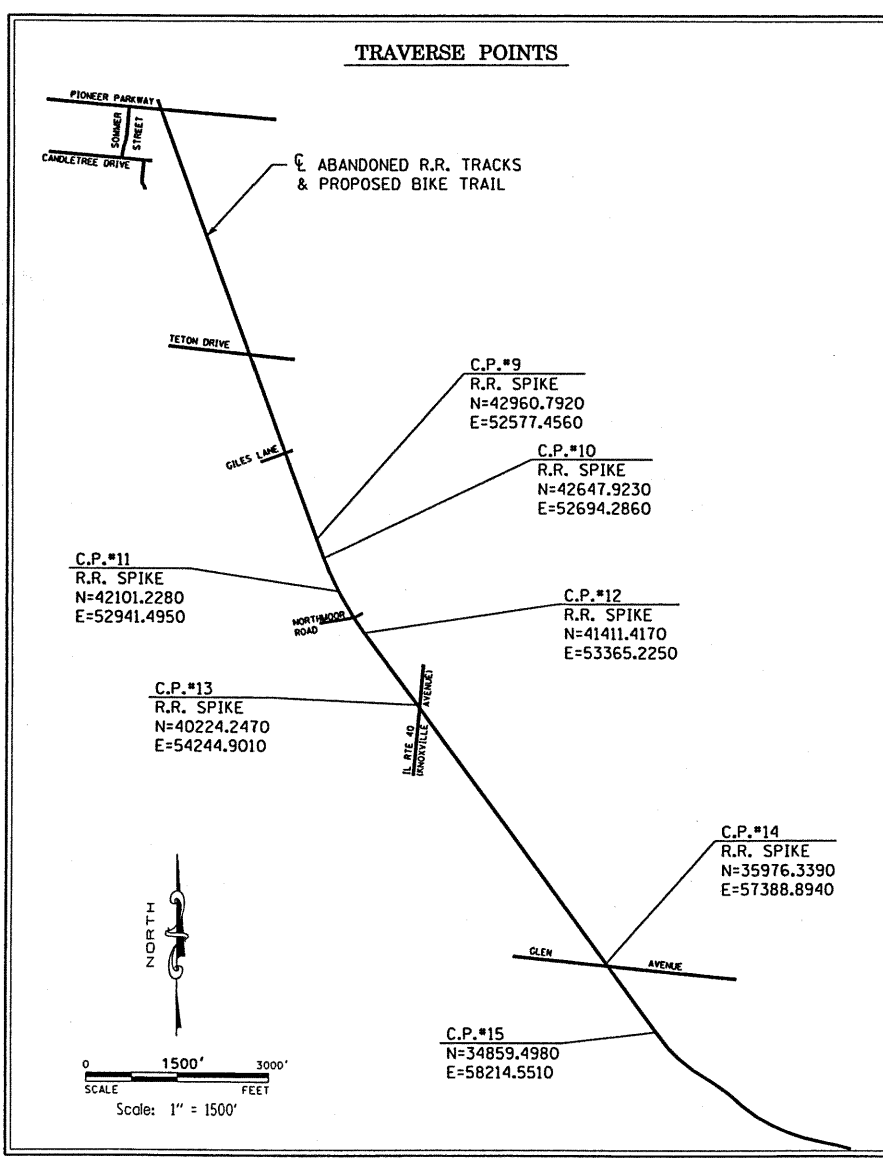 TRAVERSE POINTS
PIONEER PARKWAY
SOMMER
STREET
CANDLETREE DRIVE
℄ ABANDONED R.R. TRACKS
& PROPOSED BIKE TRAIL
TETON DRIVE
C.P.#9
R.R. SPIKE
N=42960.7920
E=52577.4560
GILES LANE
C.P.#10
R.R. SPIKE
N=42647.9230
E=52694.2860
C.P.#11
R.R. SPIKE
N=42101.2280
E=52941.4950
C.P.#12
R.R. SPIKE
N=41411.4170
E=53365.2250
NORTHMOOR
ROAD
C.P.#13
R.R. SPIKE
N=40224.2470
E=54244.9010
IL RTE 40
(KNOXVILLE
AVENUE)
C.P.#14
R.R. SPIKE
N=35976.3390
E=57388.8940
NORTH
GLEN
AVENUE
C.P.#15
N=34859.4980
E=58214.5510
0 1500' 3000'
SCALE FEET
Scale: 1" = 1500'